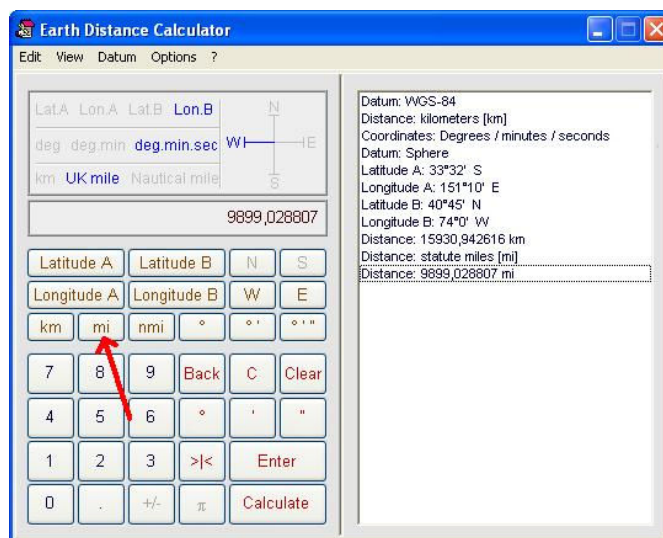 Earth Distance Calculator
Edit View Datum Options ?
Lat.A Lon.A Lat.B Lon.B
deg deg.min deg.min.sec
km UK mile Nautical mile
N
W E
S
9899,028807
Latitude A Latitude B N S
Longitude A Longitude B W E
km mi nmi ° ° ' ° ' "
7 8 9 Back C Clear
4 5 6 ° ' "
1 2 3 >|< Enter
0 . +/- π Calculate
Datum: WGS-84
Distance: kilometers [km]
Coordinates: Degrees / minutes / seconds
Datum: Sphere
Latitude A: 33°32' S
Longitude A: 151°10' E
Latitude B: 40°45' N
Longitude B: 74°0' W
Distance: 15930,942616 km
Distance: statute miles [mi]
Distance: 9899,028807 mi